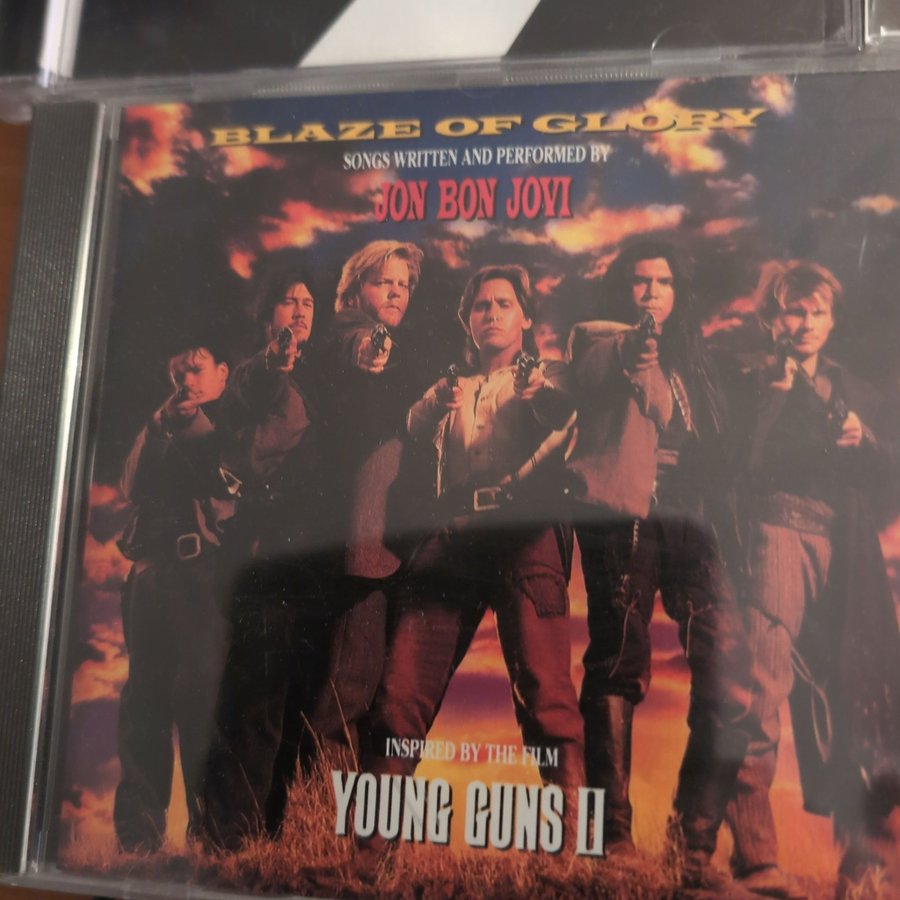 BLAZE OF GLORY
SONGS WRITTEN AND PERFORMED BY
JON BON JOVI
INSPIRED BY THE FILM
YOUNG GUNS II